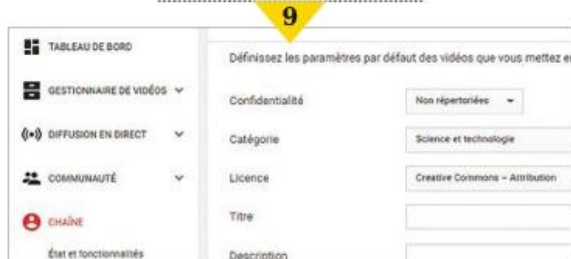 9
TABLEAU DE BORD
GESTIONNAIRE DE VIDÉOS
DIFFUSION EN DIRECT
COMMUNAUTÉ
CHAÎNE
État et fonctionnalités
Définissez les paramètres par défaut des vidéos que vous mettez e
Confidentialité
Non répertoriées
Catégorie
Science et technologie
Licence
Creative Commons – Attribution
Titre
Description